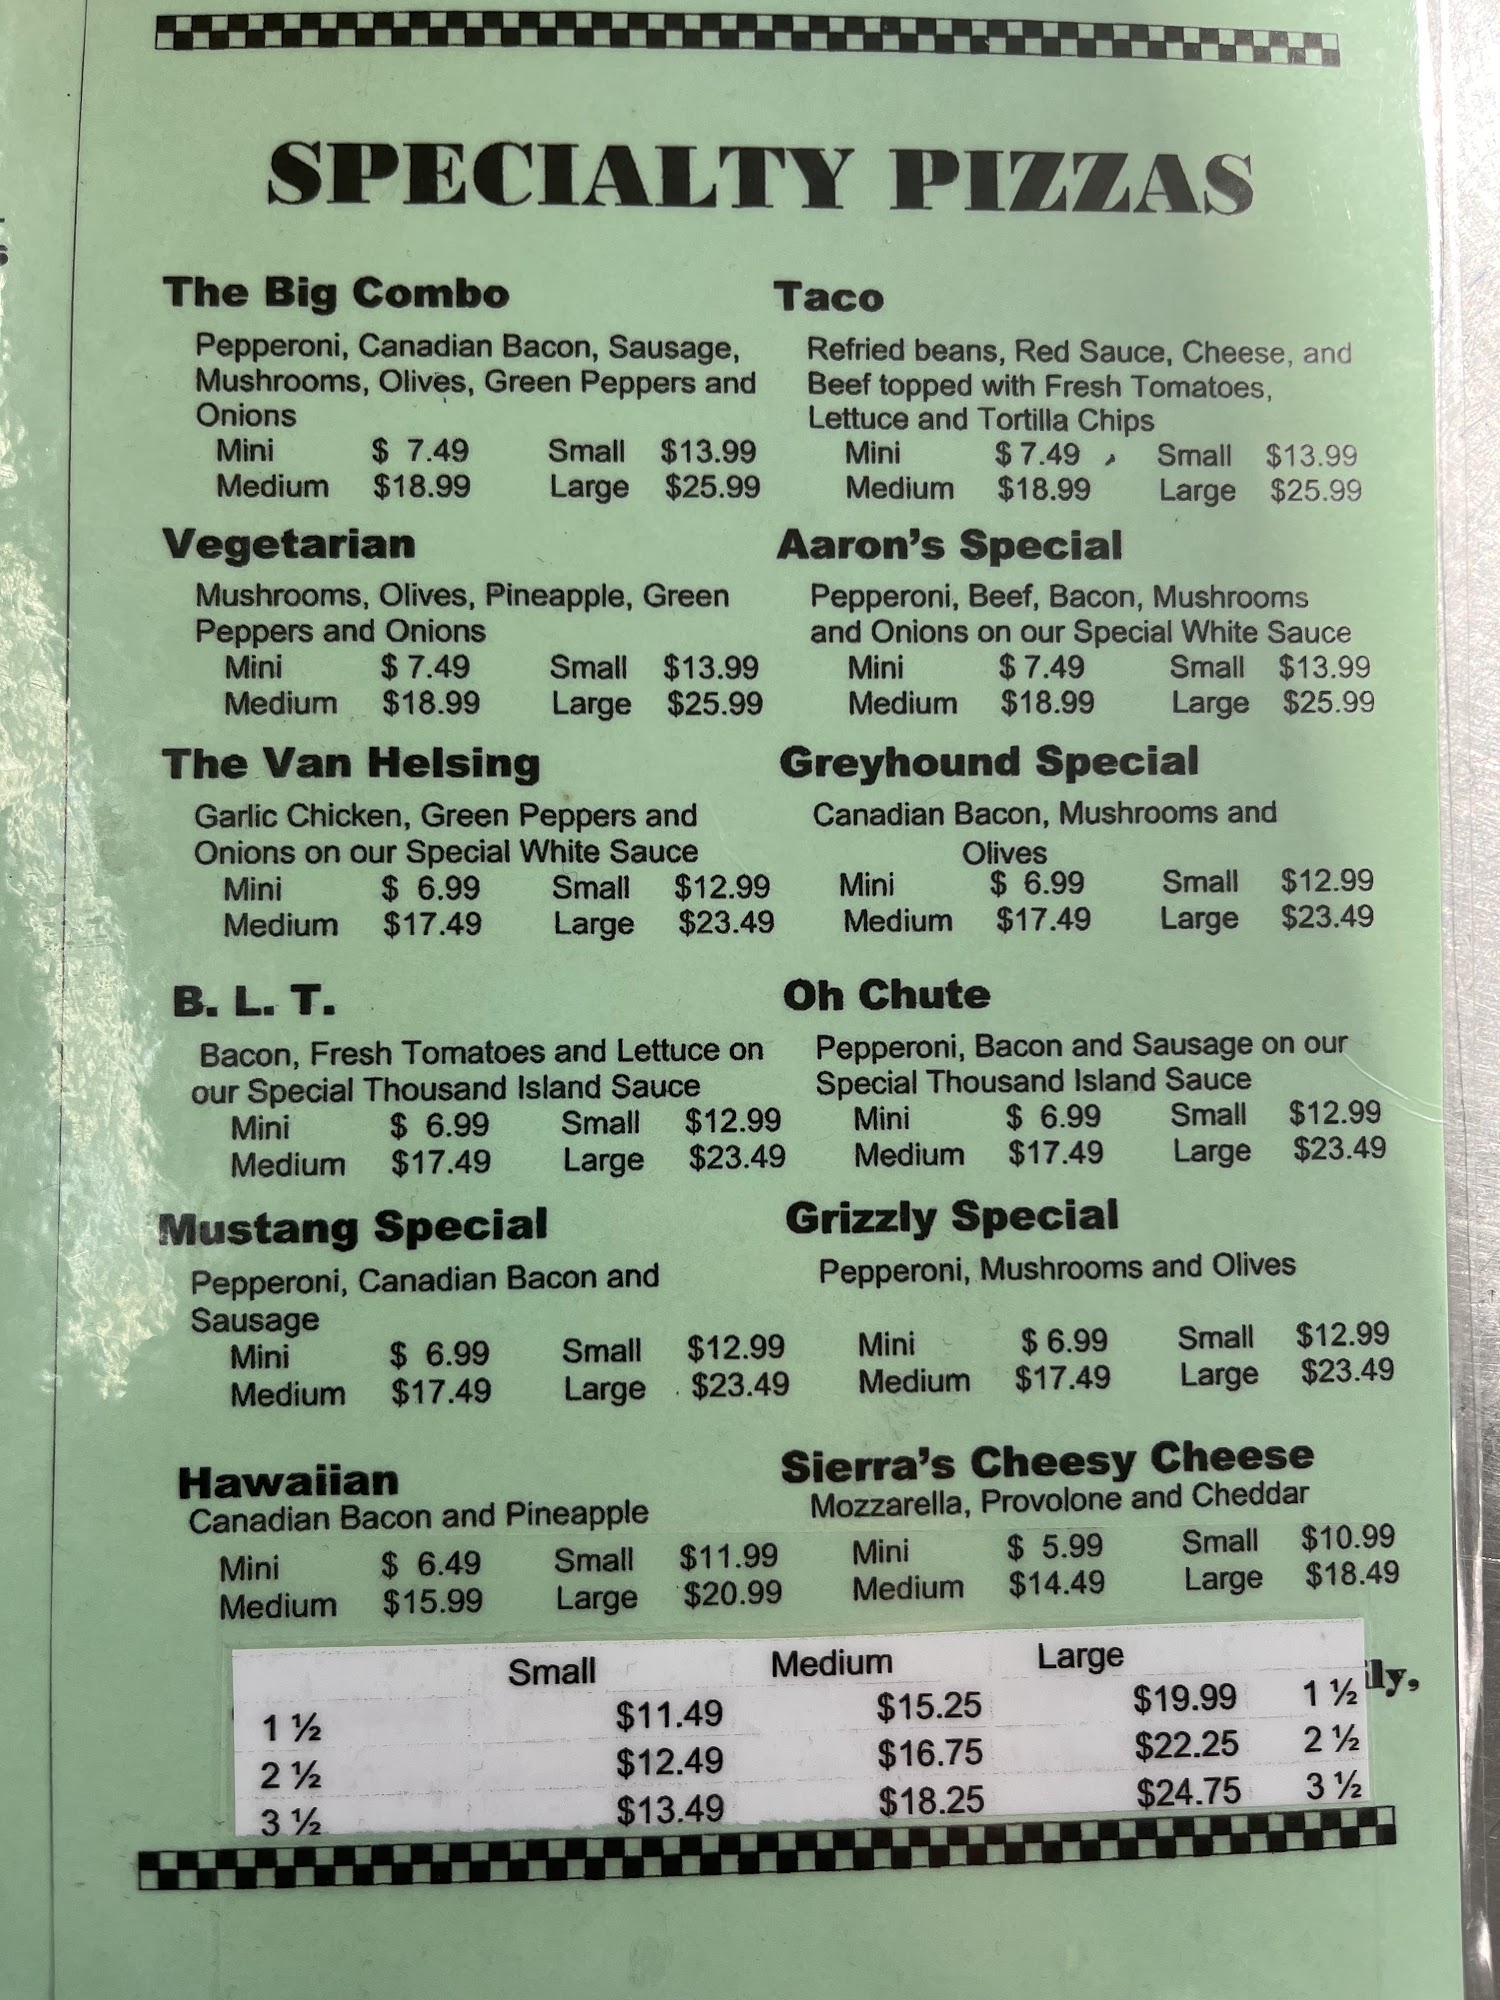 SPECIALTY PIZZAS
The Big Combo
Pepperoni, Canadian Bacon, Sausage,
Mushrooms, Olives, Green Peppers and
Onions
Mini $ 7.49 Small $13.99
Medium $18.99 Large $25.99
Taco
Refried beans, Red Sauce, Cheese, and
Beef topped with Fresh Tomatoes,
Lettuce and Tortilla Chips
Mini $ 7.49 Small $13.99
Medium $18.99 Large $25.99
Vegetarian
Mushrooms, Olives, Pineapple, Green
Peppers and Onions
Mini $ 7.49 Small $13.99
Medium $18.99 Large $25.99
Aaron's Special
Pepperoni, Beef, Bacon, Mushrooms
and Onions on our Special White Sauce
Mini $ 7.49 Small $13.99
Medium $18.99 Large $25.99
The Van Helsing
Garlic Chicken, Green Peppers and
Onions on our Special White Sauce
Mini $ 6.99 Small $12.99
Medium $17.49 Large $23.49
Greyhound Special
Canadian Bacon, Mushrooms and
Olives
Mini $ 6.99 Small $12.99
Medium $17.49 Large $23.49
B. L. T.
Bacon, Fresh Tomatoes and Lettuce on
our Special Thousand Island Sauce
Mini $ 6.99 Small $12.99
Medium $17.49 Large $23.49
Oh Chute
Pepperoni, Bacon and Sausage on our
Special Thousand Island Sauce
Mini $ 6.99 Small $12.99
Medium $17.49 Large $23.49
Mustang Special
Pepperoni, Canadian Bacon and
Sausage
Mini $ 6.99 Small $12.99
Medium $17.49 Large $23.49
Grizzly Special
Pepperoni, Mushrooms and Olives
Mini $ 6.99 Small $12.99
Medium $17.49 Large $23.49
Hawaiian
Canadian Bacon and Pineapple
Mini $ 6.49 Small $11.99
Medium $15.99 Large $20.99
Sierra's Cheesy Cheese
Mozzarella, Provolone and Cheddar
Mini $ 5.99 Small $10.99
Medium $14.49 Large $18.49
Small Medium Large
1 ½ $11.49 $15.25 $19.99 1 ½
2 ½ $12.49 $16.75 $22.25 2 ½
3 ½ $13.49 $18.25 $24.75 3 ½